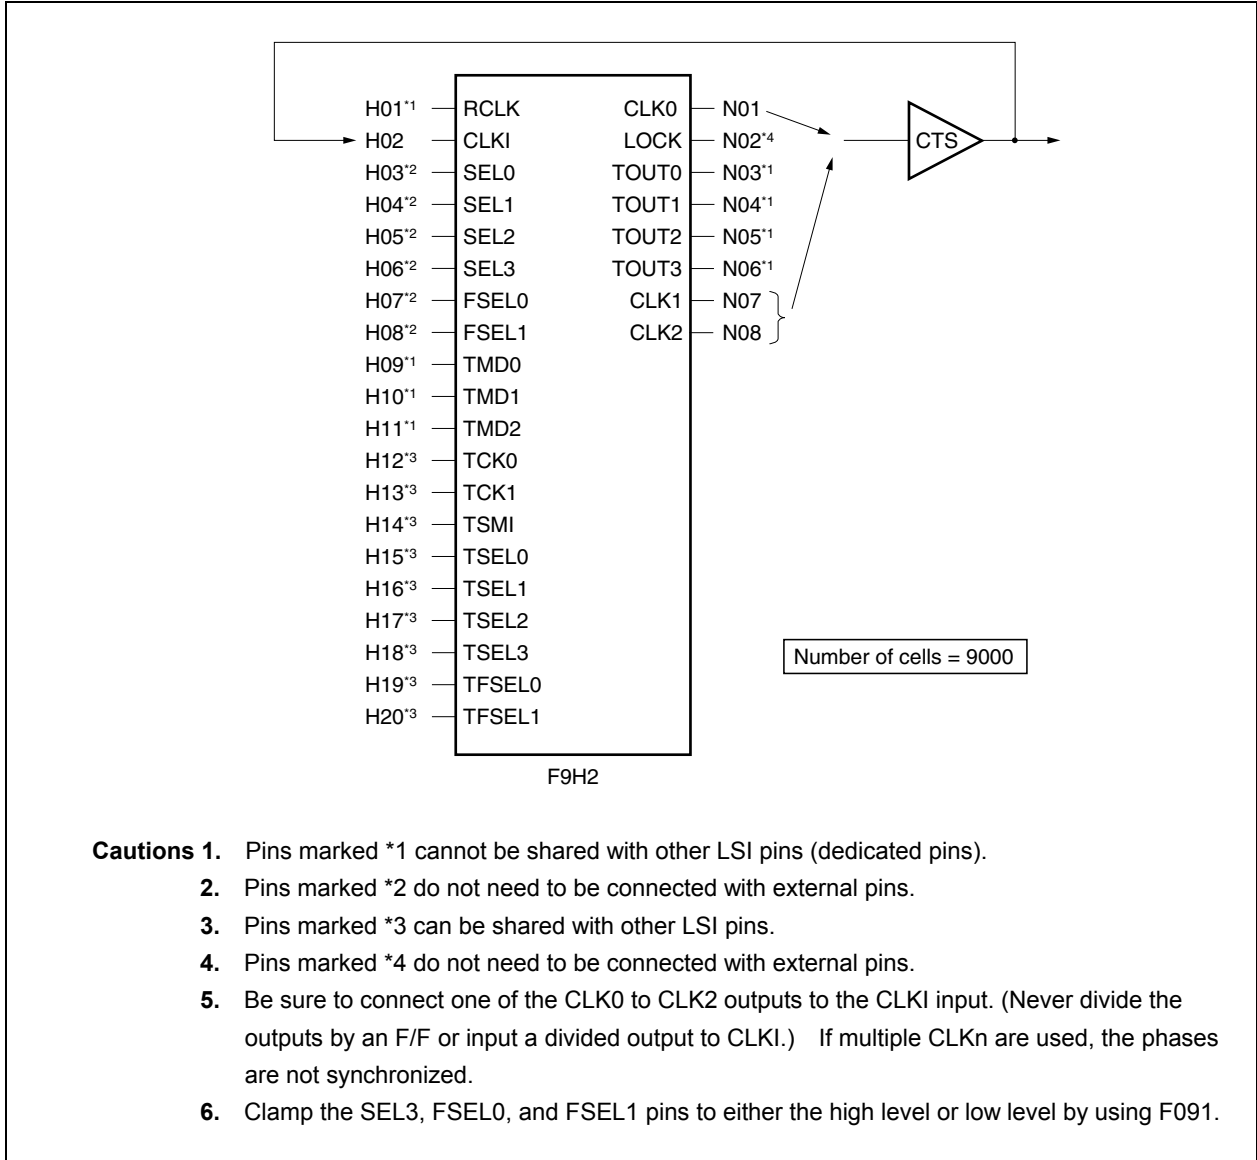 H01*1 RCLK CLK0 N01
H02 CLKI LOCK N02*4 CTS
H03*2 SEL0 TOUT0 N03*1
H04*2 SEL1 TOUT1 N04*1
H05*2 SEL2 TOUT2 N05*1
H06*2 SEL3 TOUT3 N06*1
H07*2 FSEL0 CLK1 N07
H08*2 FSEL1 CLK2 N08
H09*1 TMD0
H10*1 TMD1
H11*1 TMD2
H12*3 TCK0
H13*3 TCK1
H14*3 TSMI
H15*3 TSEL0
H16*3 TSEL1
H17*3 TSEL2
H18*3 TSEL3 Number of cells = 9000
H19*3 TFSEL0
H20*3 TFSEL1
F9H2
Cautions 1. Pins marked *1 cannot be shared with other LSI pins (dedicated pins).
2. Pins marked *2 do not need to be connected with external pins.
3. Pins marked *3 can be shared with other LSI pins.
4. Pins marked *4 do not need to be connected with external pins.
5. Be sure to connect one of the CLK0 to CLK2 outputs to the CLKI input. (Never divide the
outputs by an F/F or input a divided output to CLKI.) If multiple CLKn are used, the phases
are not synchronized.
6. Clamp the SEL3, FSEL0, and FSEL1 pins to either the high level or low level by using F091.